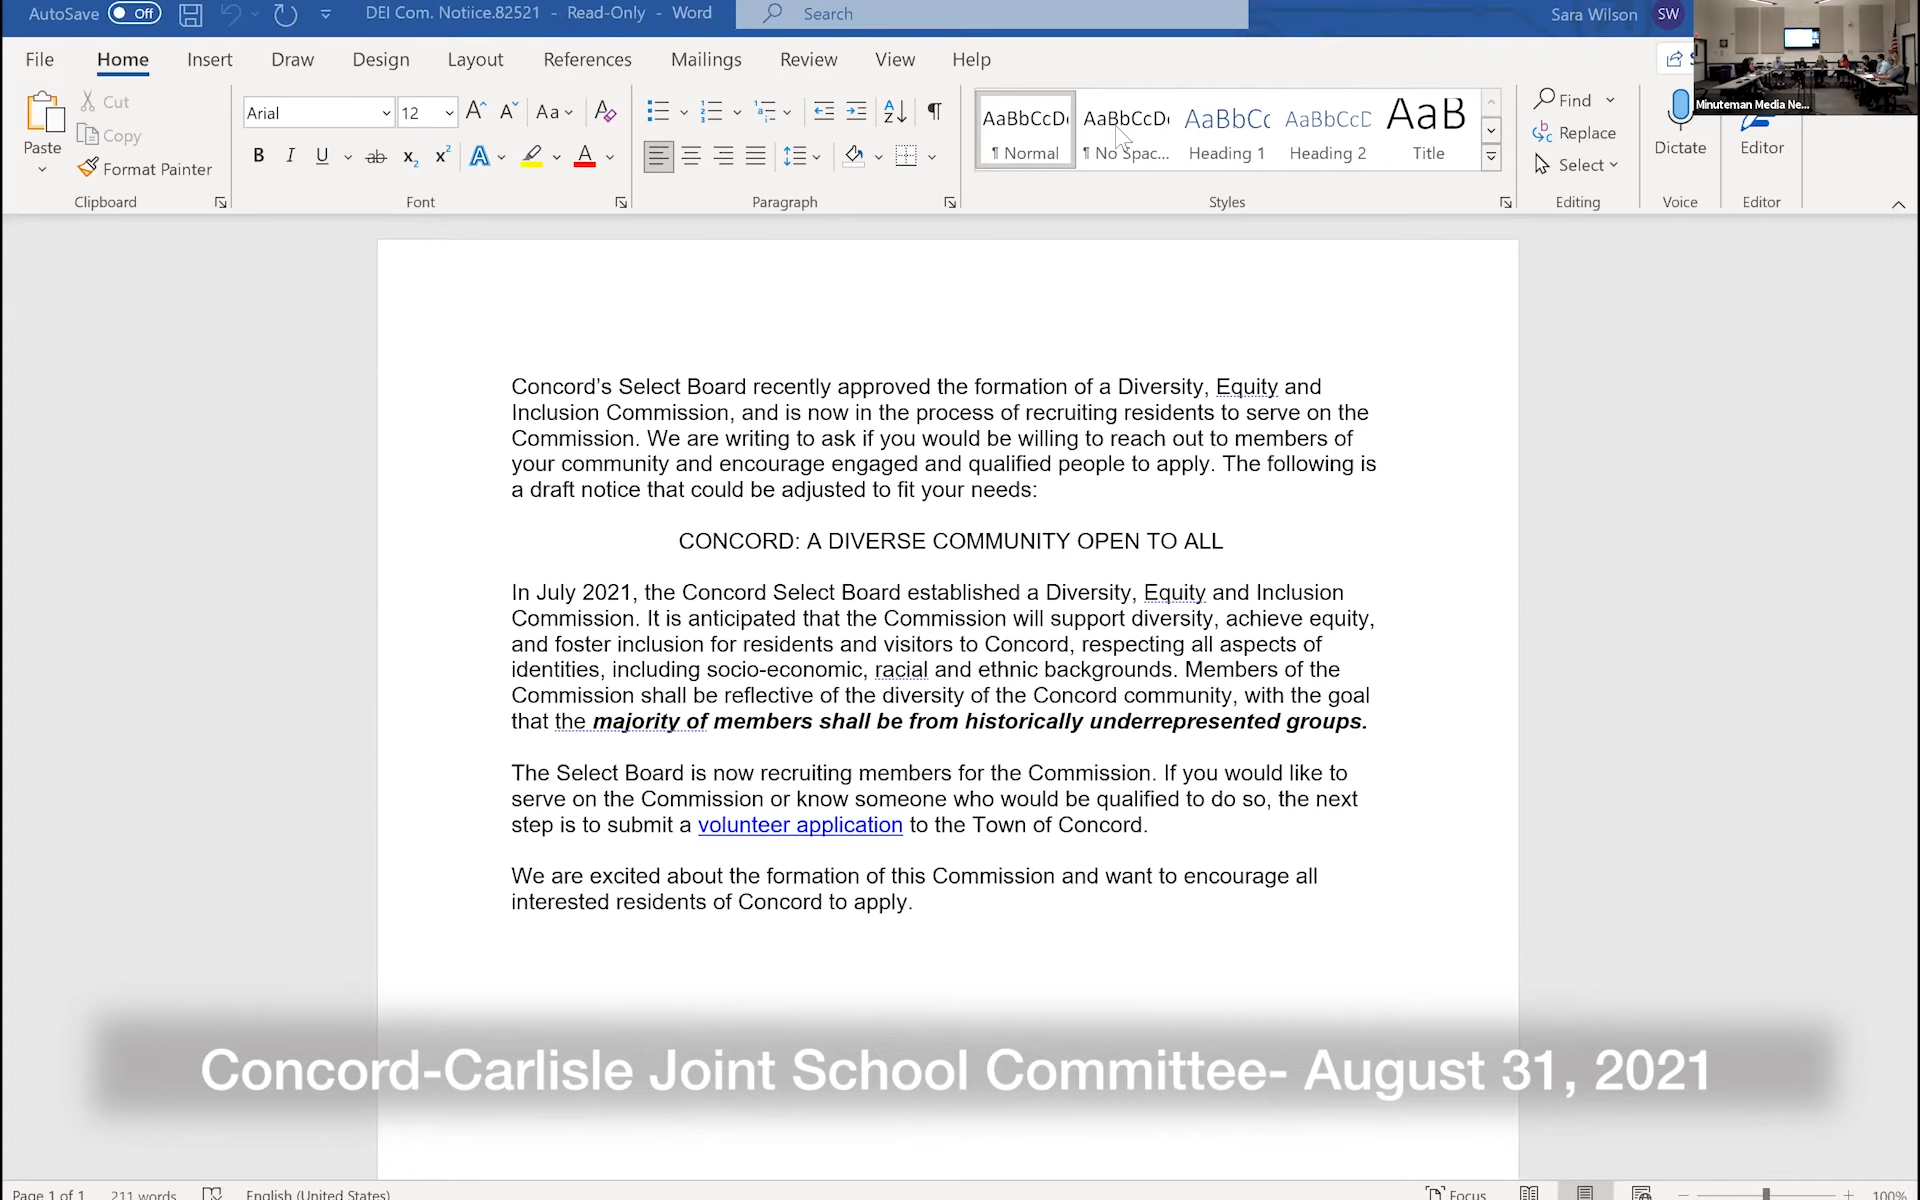 AutoSave Off DEI Com. Notiice.82521 - Read-Only - Word Search Sara Wilson SW
File Home Insert Draw Design Layout References Mailings Review View Help
Minuteman Media Ne...
Paste Cut Copy Format Painter
Clipboard
Arial 12
Font
Paragraph
AaBbCcDc AaBbCcDc AaBbCc AaBbCcD AaB
¶ Normal ¶ No Spac... Heading 1 Heading 2 Title
Styles
Find Replace Select
Editing
Dictate
Voice
Editor
Editor
Concord's Select Board recently approved the formation of a Diversity, Equity and
Inclusion Commission, and is now in the process of recruiting residents to serve on the
Commission. We are writing to ask if you would be willing to reach out to members of
your community and encourage engaged and qualified people to apply. The following is
a draft notice that could be adjusted to fit your needs:
CONCORD: A DIVERSE COMMUNITY OPEN TO ALL
In July 2021, the Concord Select Board established a Diversity, Equity and Inclusion
Commission. It is anticipated that the Commission will support diversity, achieve equity,
and foster inclusion for residents and visitors to Concord, respecting all aspects of
identities, including socio-economic, racial and ethnic backgrounds. Members of the
Commission shall be reflective of the diversity of the Concord community, with the goal
that the majority of members shall be from historically underrepresented groups.
The Select Board is now recruiting members for the Commission. If you would like to
serve on the Commission or know someone who would be qualified to do so, the next
step is to submit a volunteer application to the Town of Concord.
We are excited about the formation of this Commission and want to encourage all
interested residents of Concord to apply.
Concord-Carlisle Joint School Committee- August 31, 2021
Page 1 of 1 211 words English (United States) Focus 100%